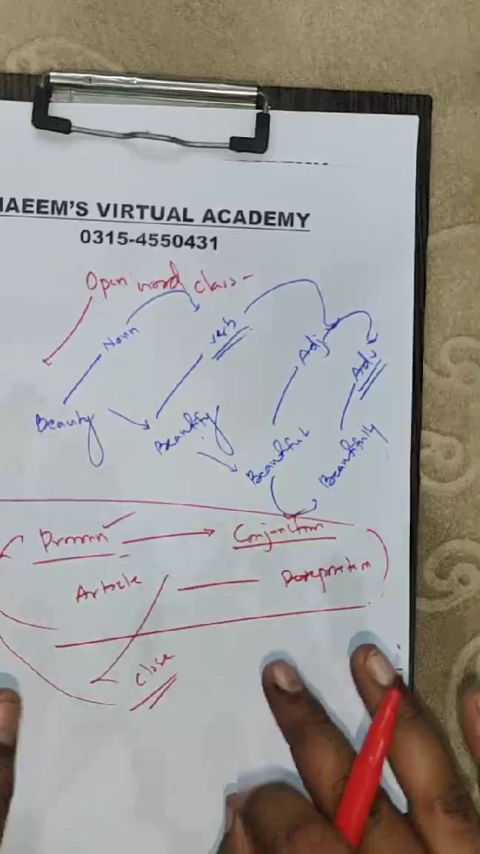 NAEEM'S VIRTUAL ACADEMY
0315-4550431
Open word class
Noun verb Adj Adv
Beauty Beautify Beautiful Beautifully
Pronoun Conjunction
Article Preposition
Close